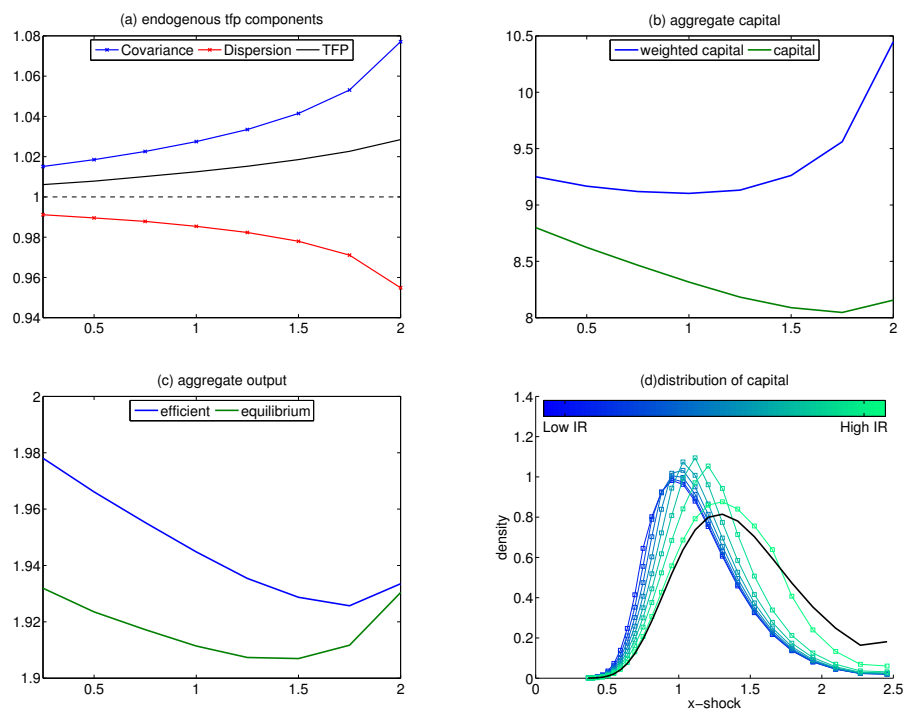 (a) endogenous tfp components
Covariance Dispersion TFP
1.08
1.06
1.04
1.02
1
0.98
0.96
0.94
0.5 1 1.5 2
(b) aggregate capital
weighted capital capital
10.5
10
9.5
9
8.5
8
0.5 1 1.5 2
(c) aggregate output
efficient equilibrium
2
1.98
1.96
1.94
1.92
1.9
0.5 1 1.5 2
(d)distribution of capital
Low IR High IR
1.4
1.2
1
0.8
0.6
0.4
0.2
0
density
0 0.5 1 1.5 2 2.5
x-shock